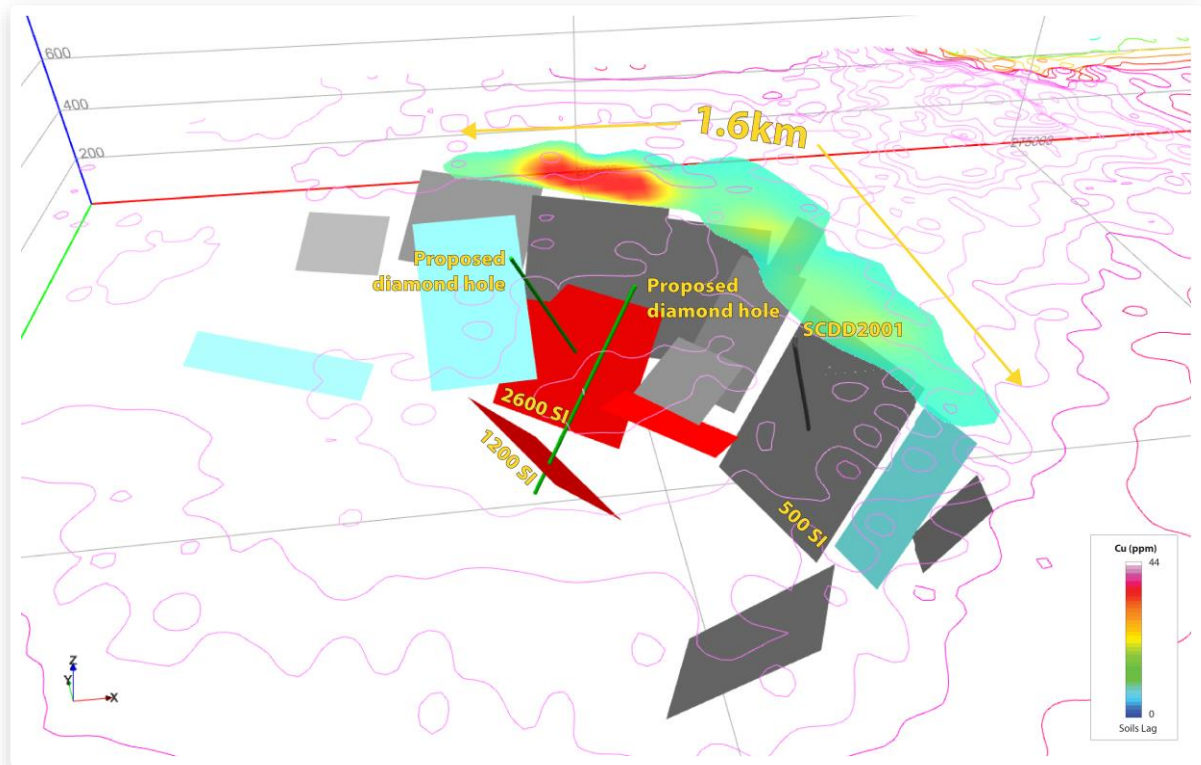 600
400
200
1.6km
275000
Proposed
diamond hole
Proposed
diamond hole
SCDD2001
2600 SI
1200 SI
500 SI
Cu (ppm)
44
0
Soils Lag
Z
Y
X